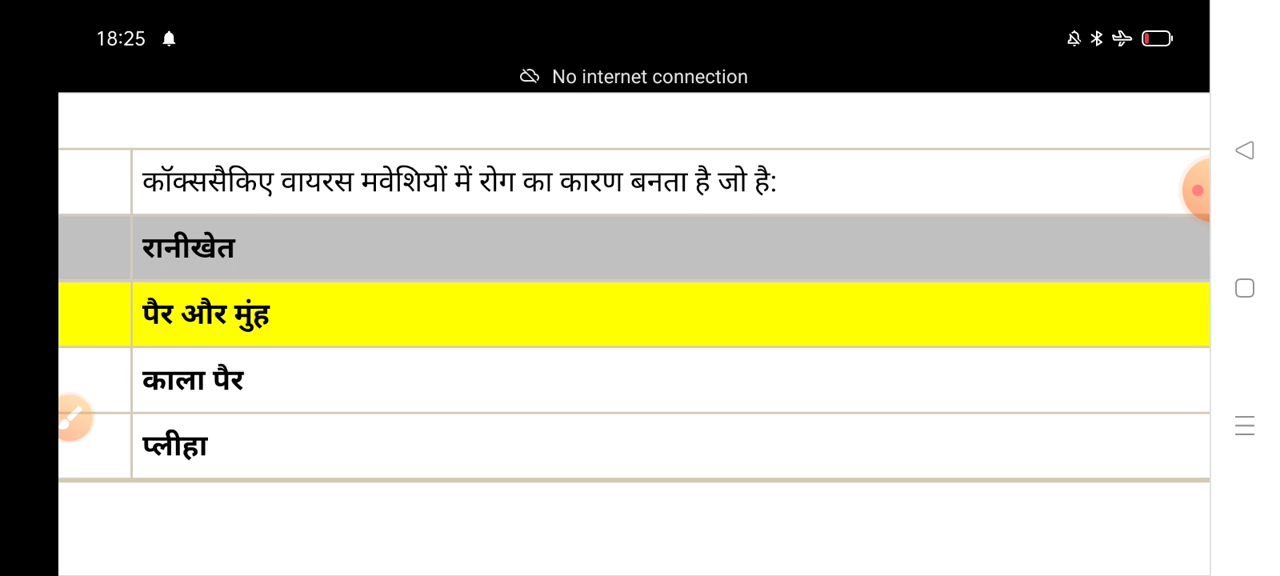 18:25
No internet connection
कॉक्ससैकिए वायरस मवेशियों में रोग का कारण बनता है जो है:
रानीखेत
पैर और मुंह
काला पैर
प्लीहा